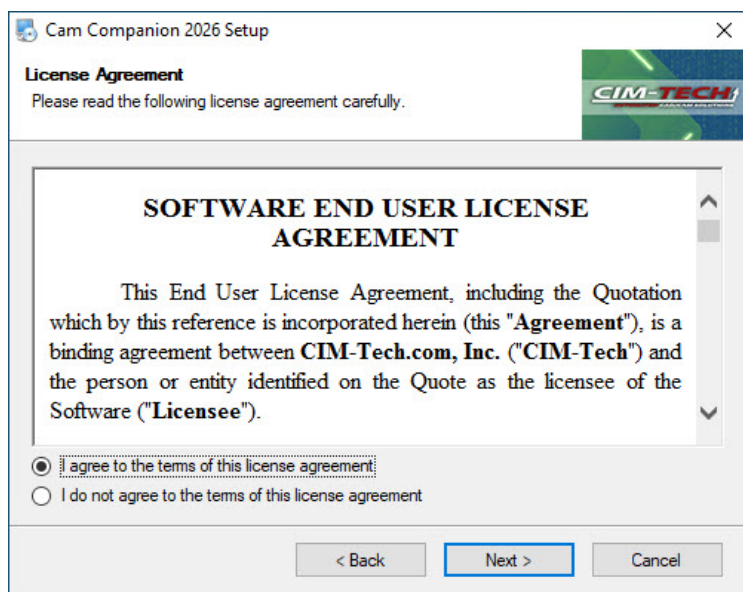 Cam Companion 2026 Setup
License Agreement
Please read the following license agreement carefully.
CIM-TECH
SOFTWARE END USER LICENSE
AGREEMENT
This End User License Agreement, including the Quotation
which by this reference is incorporated herein (this "Agreement"), is a
binding agreement between CIM-Tech.com, Inc. ("CIM-Tech") and
the person or entity identified on the Quote as the licensee of the
Software ("Licensee").
I agree to the terms of this license agreement
I do not agree to the terms of this license agreement
< Back
Next >
Cancel